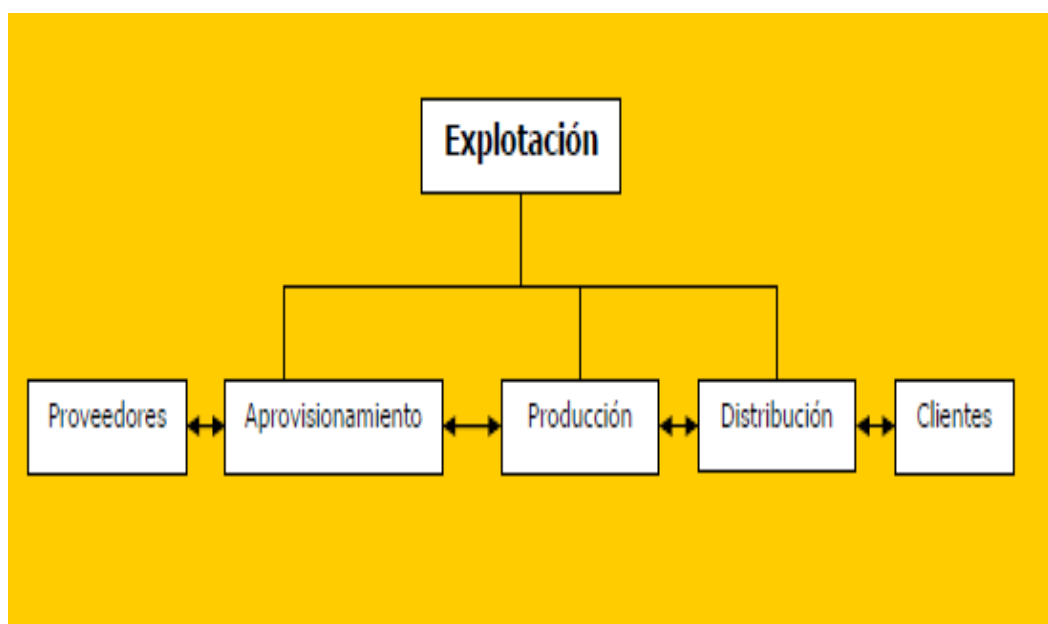 Explotación
Proveedores
Aprovisionamiento
Producción
Distribución
Clientes